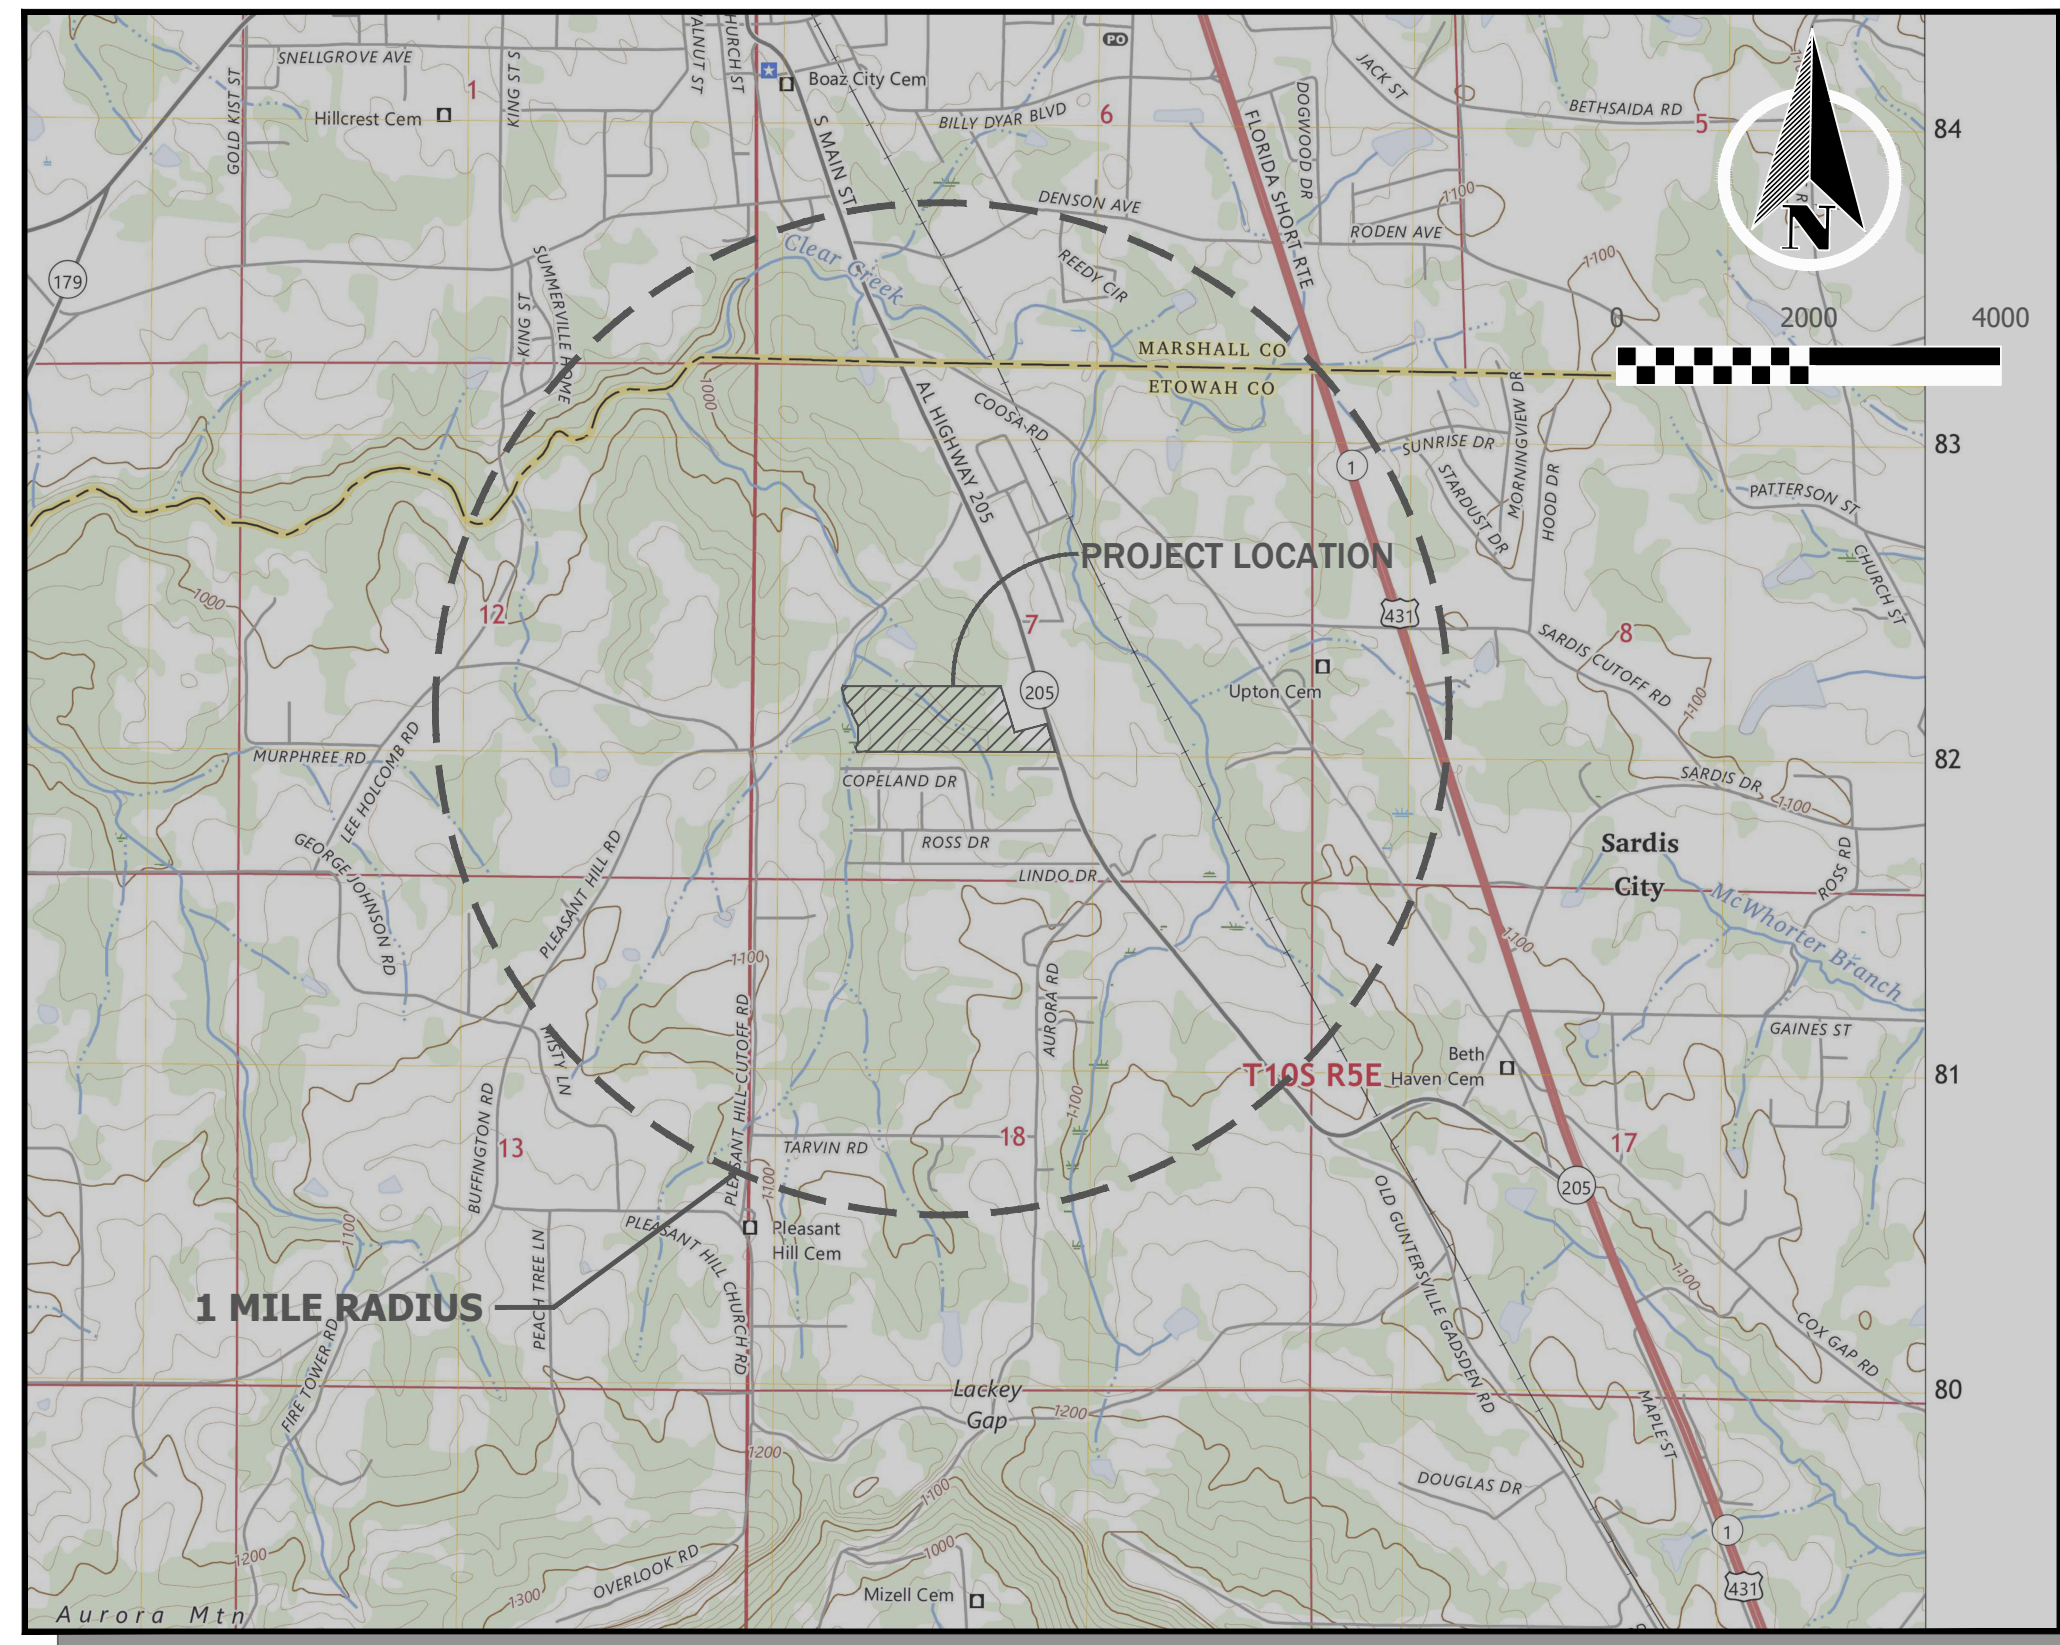 SNELLGROVE AVE
GOLD KIST ST
1
KING ST S
Hillcrest Cem
CHURCH ST
Boaz City Cem
S MAIN ST
PO
BILLY DYAR BLVD
6
FLORIDA SHORT RTE
DOGWOOD DR
JACK ST
BETHSAIDA RD
5
84
N
179
SUMMERVILLE HOME
KING ST
Clear Creek
DENSON AVE
REEDY CIR
RODEN AVE
1100
1100
0
2000
4000
MARSHALL CO
ETOWAH CO
1000
AL HIGHWAY 205
COOSA RD
1
SUNRISE DR
STARDUST DR
MORNINGVIEW DR
HOOD DR
83
PATTERSON ST
CHURCH ST
PROJECT LOCATION
1000
12
7
431
205
Upton Cem
SARDIS CUTOFF RD
8
1100
MURPHREE RD
LEE HOLCOMB RD
COPELAND DR
82
SARDIS DR
1100
GEORGE JOHNSON RD
PLEASANT HILL RD
ROSS DR
LINDO DR
Sardis
City
ROSS RD
McWhorter Branch
1100
1100
AURORA RD
MISTY LN
PLEASANT HILL-CUTOFF RD
GAINES ST
T10S R5E
Beth
Haven Cem
81
BUFFINGTON RD
13
TARVIN RD
18
1100
1100
17
205
OLD GUNTERSVILLE GADSDEN RD
1100
PEACH TREE LN
PLEASANT HILL CHURCH RD
Pleasant
Hill Cem
1 MILE RADIUS
FIRE TOWER RD
1100
COX GAP RD
Lackey
Gap
1200
80
MAPLE ST
1200
DOUGLAS DR
1100
1000
1
431
1200
1300
OVERLOOK RD
Mizell Cem
Aurora Mtn